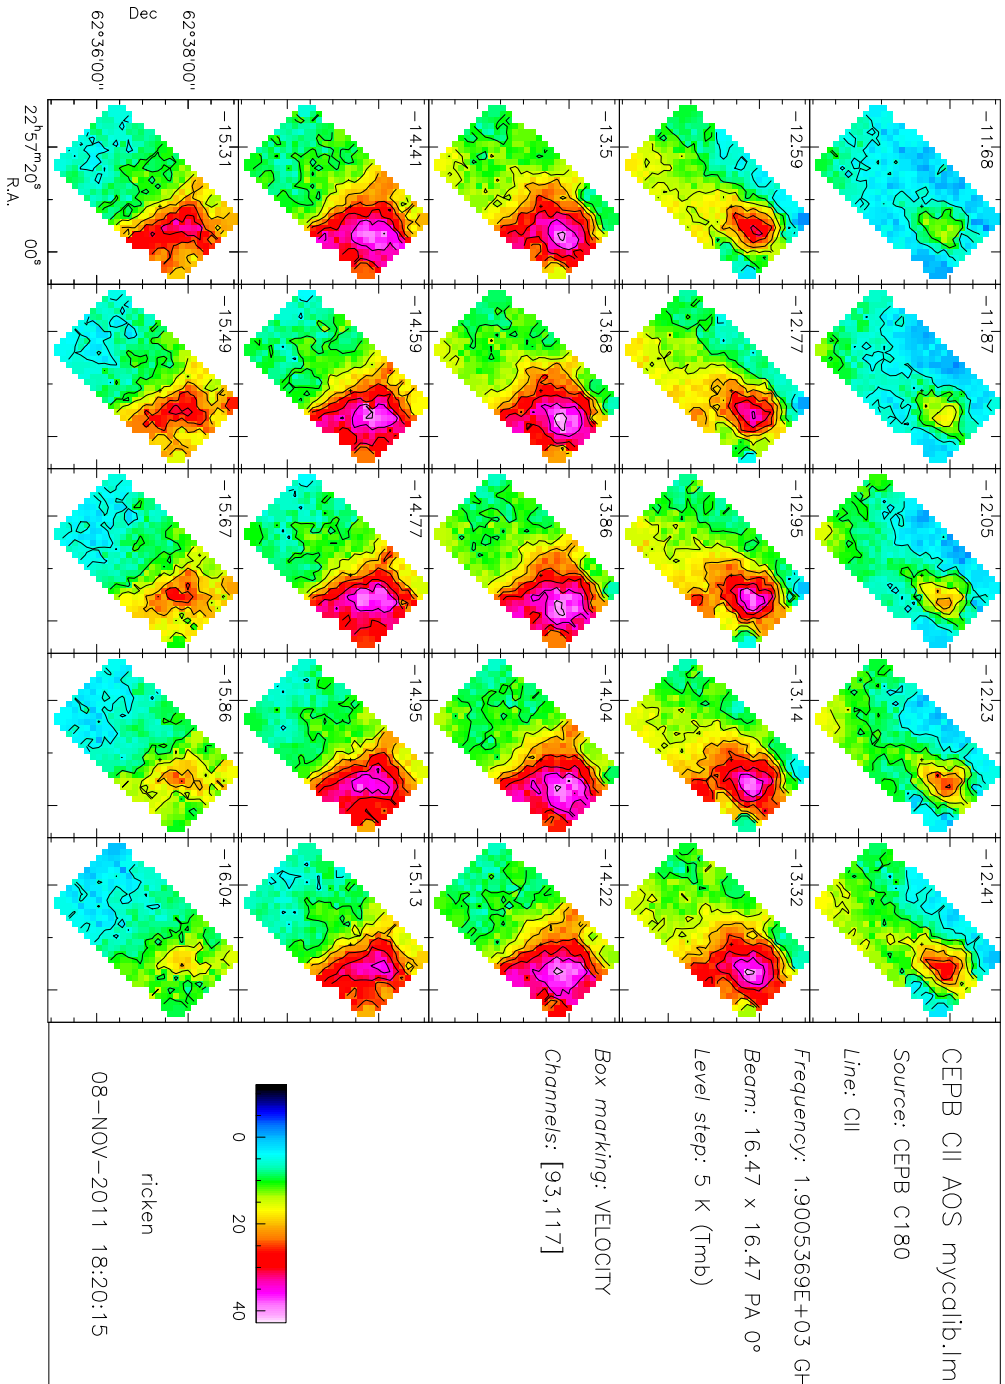 -11.68
-11.87
-12.05
-12.23
-12.41
-12.59
-12.77
-12.95
-13.14
-13.32
-13.5
-13.68
-13.86
-14.04
-14.22
-14.41
-14.59
-14.77
-14.95
-15.13
-15.31
-15.49
-15.67
-15.86
-16.04
Dec
62°38'00"
62°36'00"
22ʰ57ᵐ20ˢ
00ˢ
R.A.
CEPB CII AOS mycalib.lm
Source: CEPB C180
Line: CII
Frequency: 1.9005369E+03 GH
Beam: 16.47 x 16.47 PA 0°
Level step: 5 K (Tmb)
Box marking: VELOCITY
Channels: [93,117]
0
20
40
ricken
08-NOV-2011 18:20:15